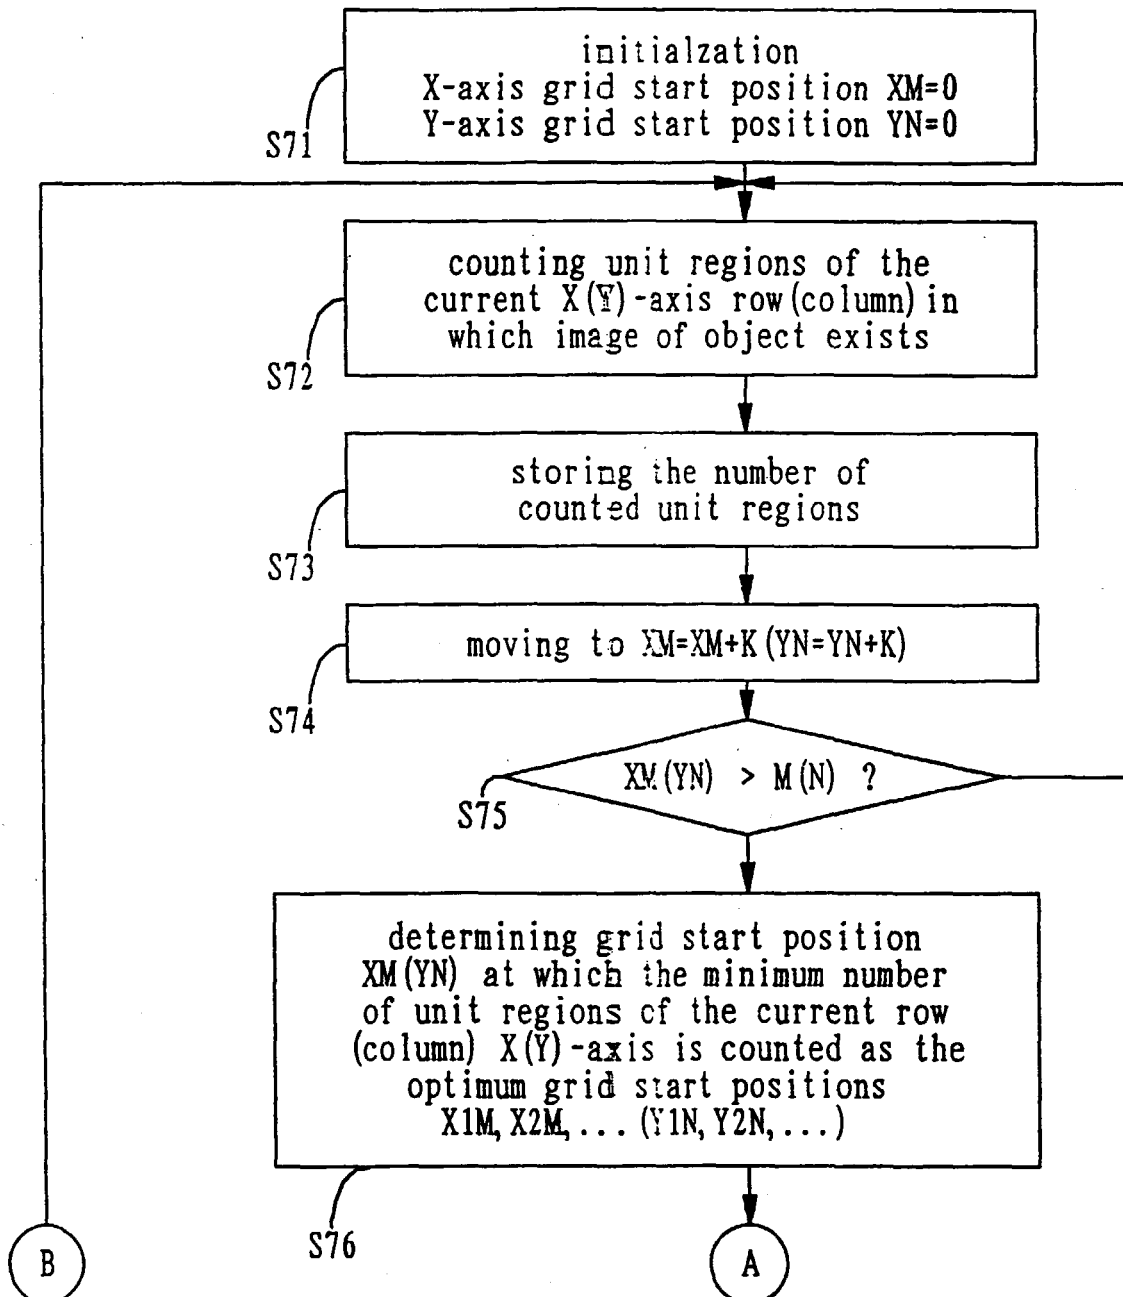 initialzation
X-axis grid start position XM=0
Y-axis grid start position YN=0
S71
counting unit regions of the
current X(Y)-axis row(column) in
which image of object exists
S72
storing the number of
counted unit regions
S73
moving to XM=XM+K(YN=YN+K)
S74
XM(YN) > M(N) ?
S75
determining grid start position
XM(YN) at which the minimum number
of unit regions of the current row
(column) X(Y)-axis is counted as the
optimum grid start positions
X1M, X2M, ... (Y1N, Y2N, ...)
S76
B
A